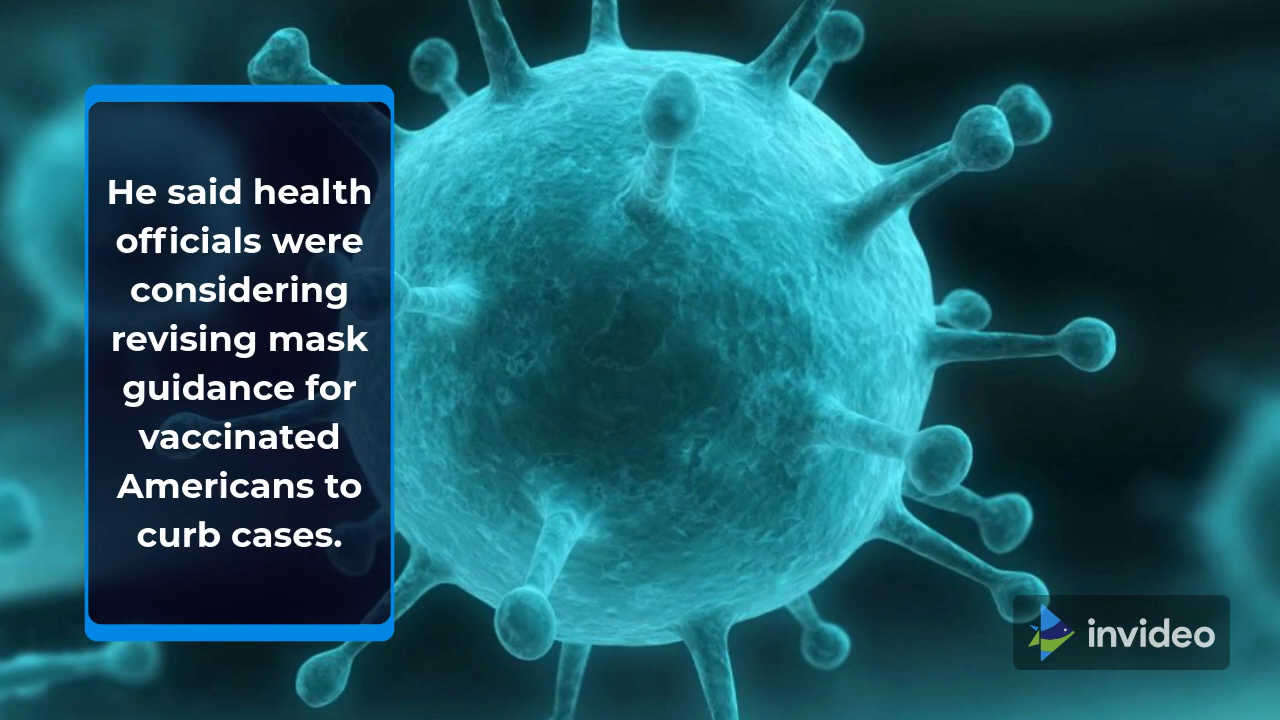 He said health
officials were
considering
revising mask
guidance for
vaccinated
Americans to
curb cases.
invideo